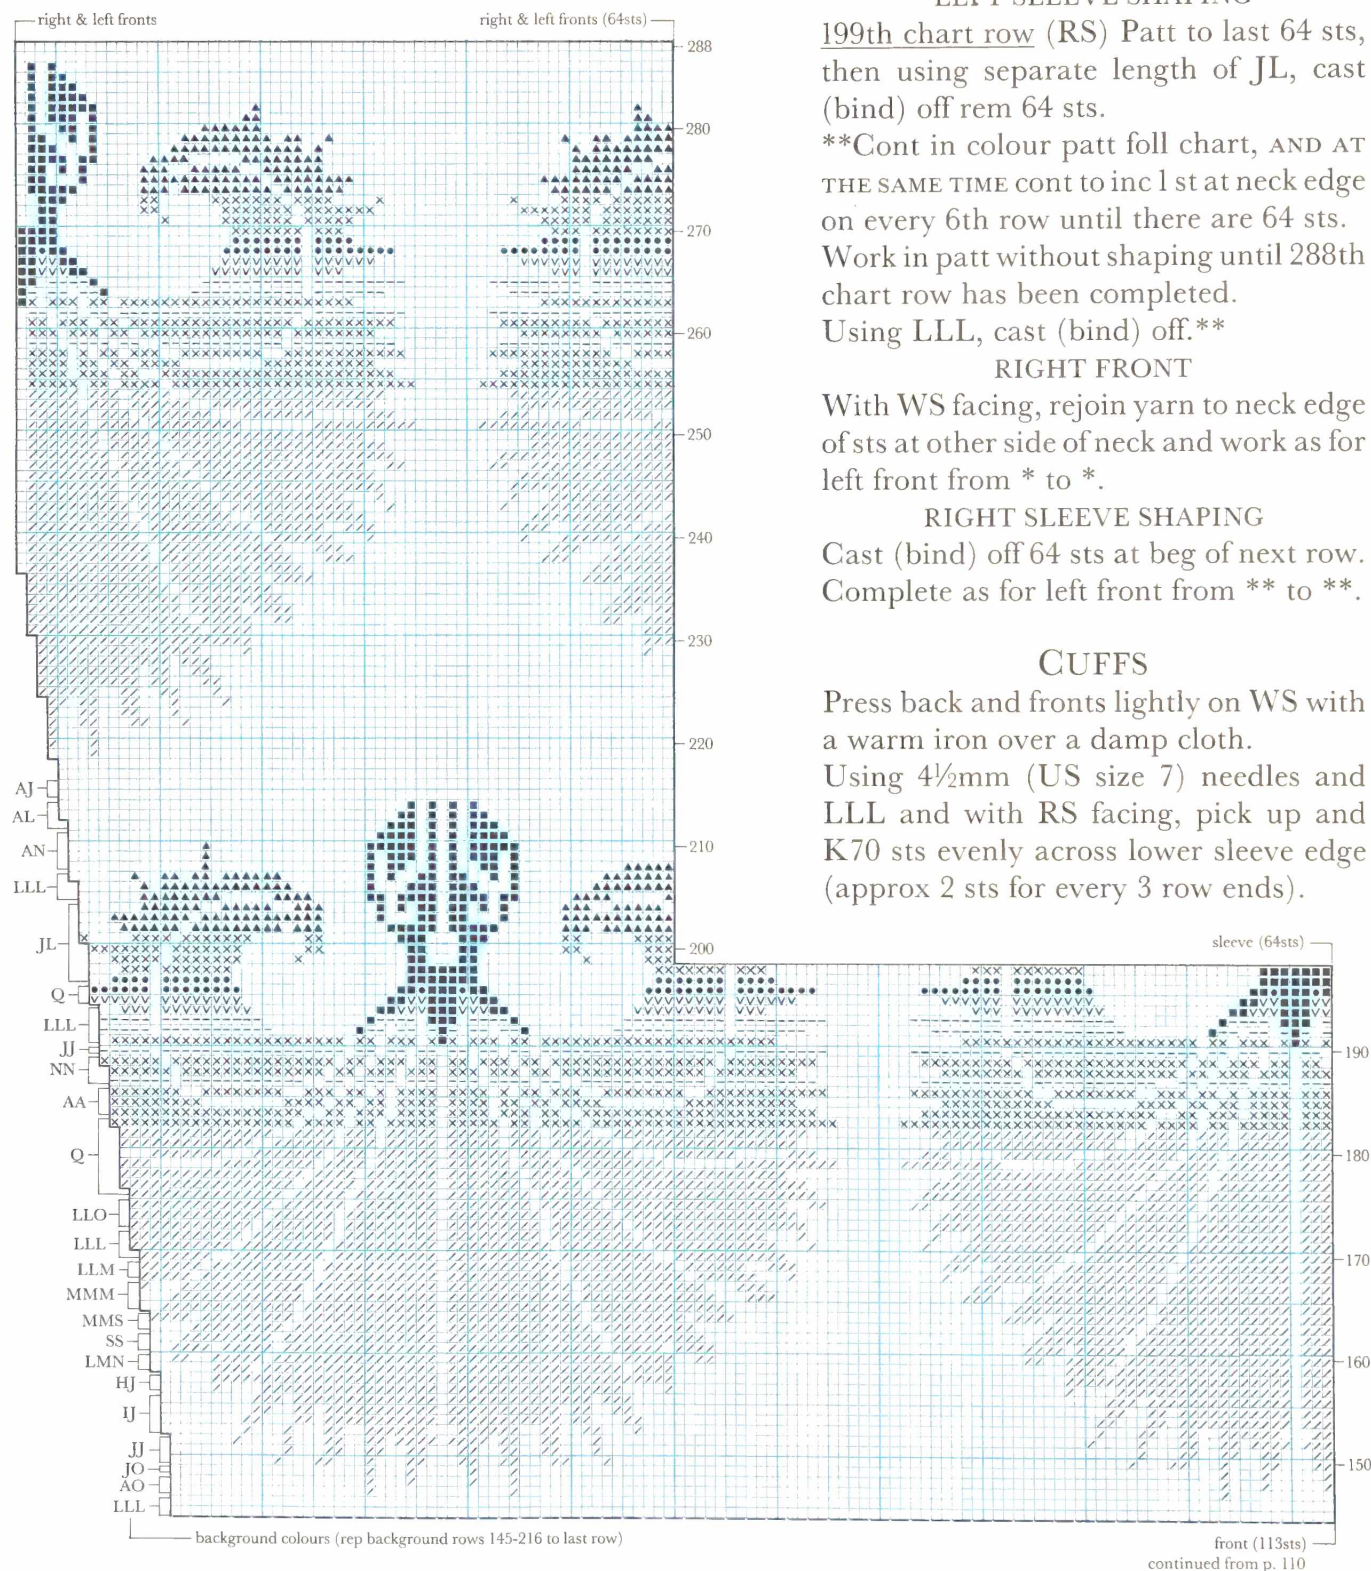 right & left fronts
right & left fronts (64sts)
288
280
270
260
250
240
230
220
210
200
LEFT SLEEVE SHAPING
199th chart row (RS) Patt to last 64 sts,
then using separate length of JL, cast
(bind) off rem 64 sts.
**Cont in colour patt foll chart, AND AT
THE SAME TIME cont to inc 1 st at neck edge
on every 6th row until there are 64 sts.
Work in patt without shaping until 288th
chart row has been completed.
Using LLL, cast (bind) off.**
RIGHT FRONT
With WS facing, rejoin yarn to neck edge
of sts at other side of neck and work as for
left front from * to *.
RIGHT SLEEVE SHAPING
Cast (bind) off 64 sts at beg of next row.
Complete as for left front from ** to **.
CUFFS
Press back and fronts lightly on WS with
a warm iron over a damp cloth.
Using 4½mm (US size 7) needles and
LLL and with RS facing, pick up and
K70 sts evenly across lower sleeve edge
(approx 2 sts for every 3 row ends).
sleeve (64sts)
190
180
170
160
150
AJ
AL
AN
LLL
JL
Q
LLL
JJ
NN
AA
Q
LLO
LLL
LLM
MMM
MMS
SS
LMN
HJ
IJ
JJ
JO
AO
LLL
background colours (rep background rows 145-216 to last row)
front (113sts)
continued from p. 110